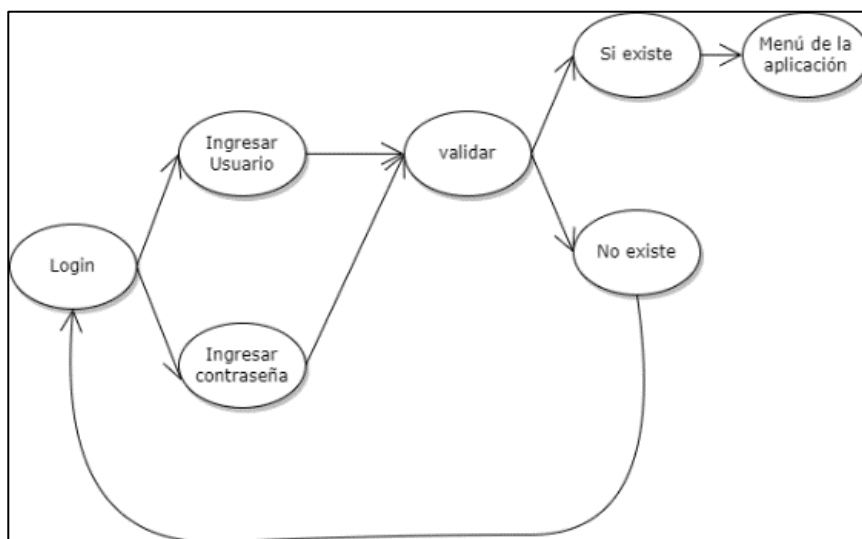 Si existe
Menú de la
aplicación
Ingresar
Usuario
validar
Login
No existe
Ingresar
contraseña